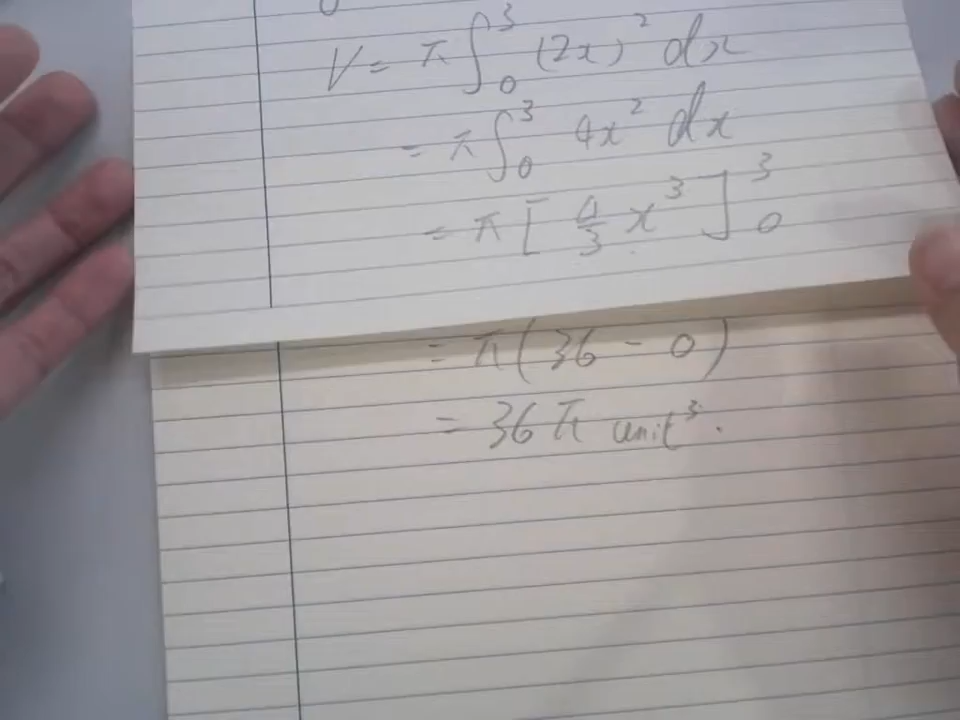 V = π∫₀³ (2x)² dx
= π∫₀³ 4x² dx
= π[4/3 x³]₀³
= π(36 - 0)
= 36π unit³.